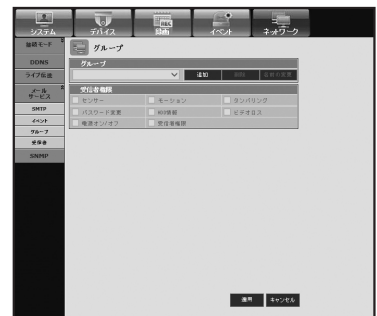 システム
デバイス
録画
イベント
ネットワーク
接続モード
DDNS
ライブ転送
メールサービス
SMTP
イベント
グループ
受信者
SNMP
グループ
グループ
追加
削除
名前の変更
受信者権限
センサー
モーション
タンパリング
パスワード変更
HDD情報
ビデオロス
電源オン/オフ
受信者権限
適用
キャンセル